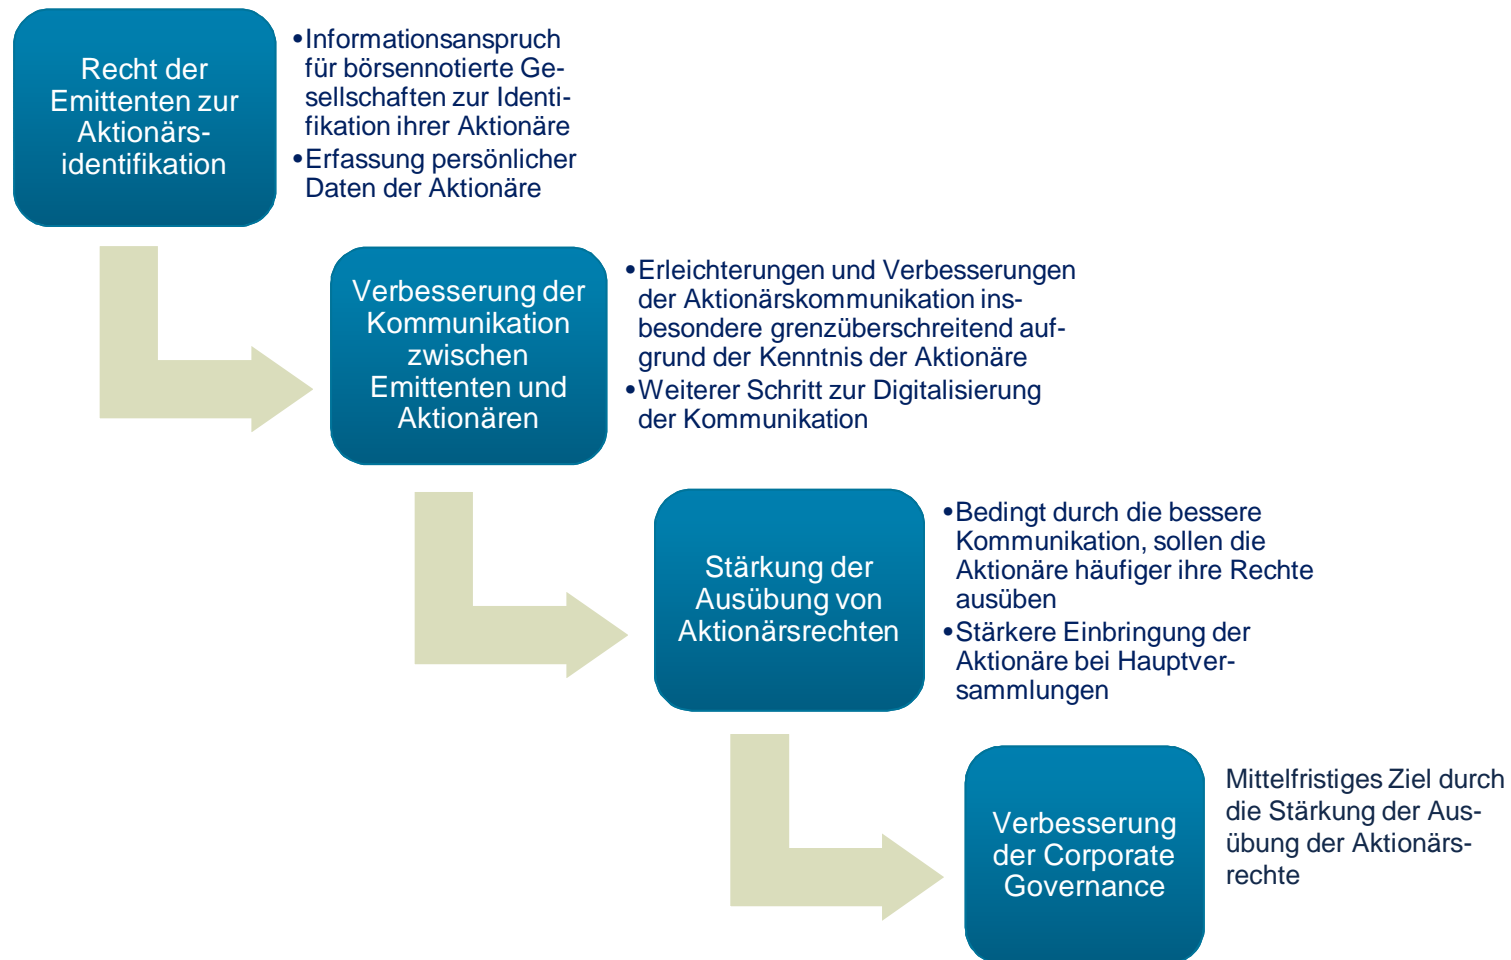 Recht der
Emittenten zur
Aktionärs-
identifikation
•Informationsanspruch
für börsennotierte Ge-
sellschaften zur Identi-
fikation ihrer Aktionäre
•Erfassung persönlicher
Daten der Aktionäre
Verbesserung der
Kommunikation
zwischen
Emittenten und
Aktionären
•Erleichterungen und Verbesserungen
der Aktionärskommunikation ins-
besondere grenzüberschreitend auf-
grund der Kenntnis der Aktionäre
•Weiterer Schritt zur Digitalisierung
der Kommunikation
Stärkung der
Ausübung von
Aktionärsrechten
•Bedingt durch die bessere
Kommunikation, sollen die
Aktionäre häufiger ihre Rechte
ausüben
•Stärkere Einbringung der
Aktionäre bei Hauptver-
sammlungen
Verbesserung
der Corporate
Governance
Mittelfristiges Ziel durch
die Stärkung der Aus-
übung der Aktionärs-
rechte